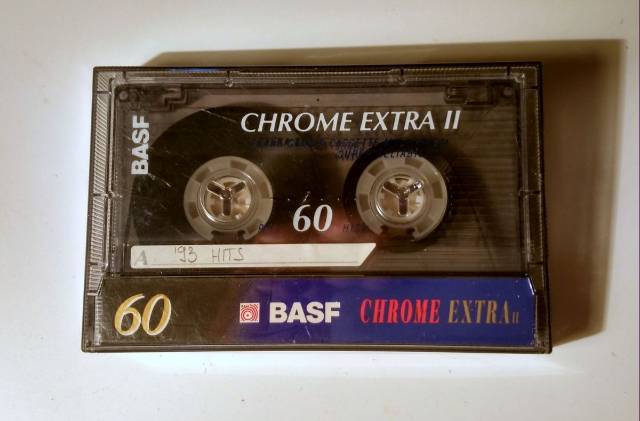 CHROME EXTRA II
BASF
60
A '93 HITS
60 BASF CHROME EXTRA II